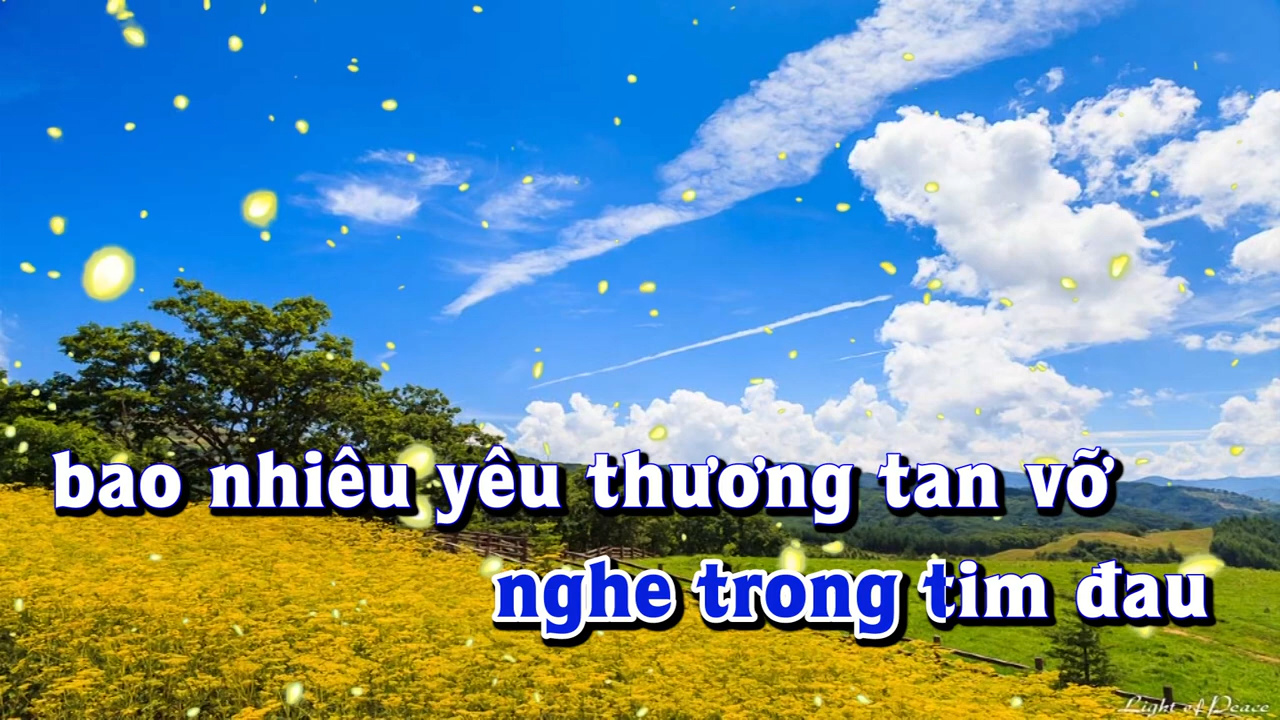 bao nhiêu yêu thương tan vỡ
nghe trong tim đau
Light of Peace